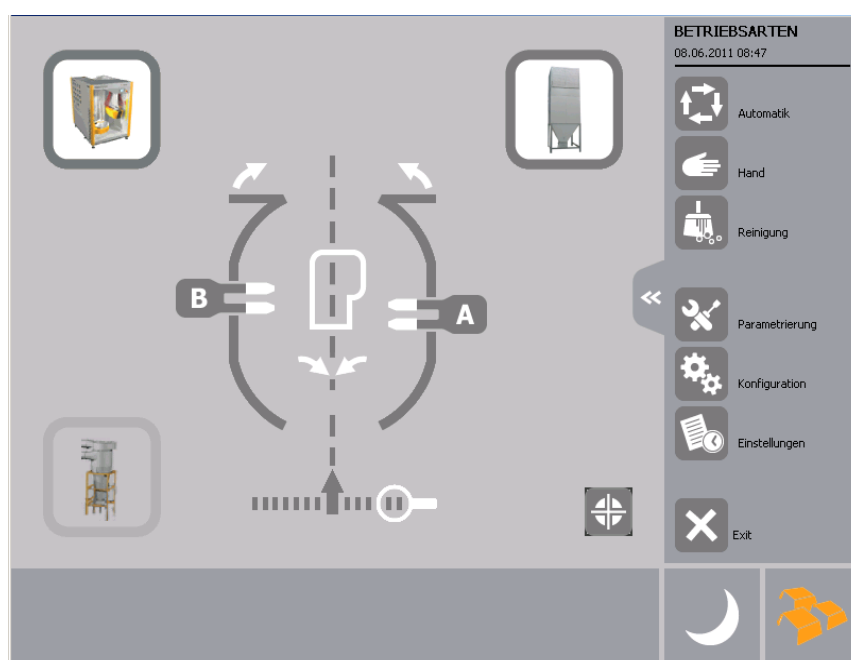 BETRIEBSARTEN
08.06.2011 08:47
Automatik
Hand
Reinigung
B
A
<<
Parametrierung
Konfiguration
Einstellungen
Exit